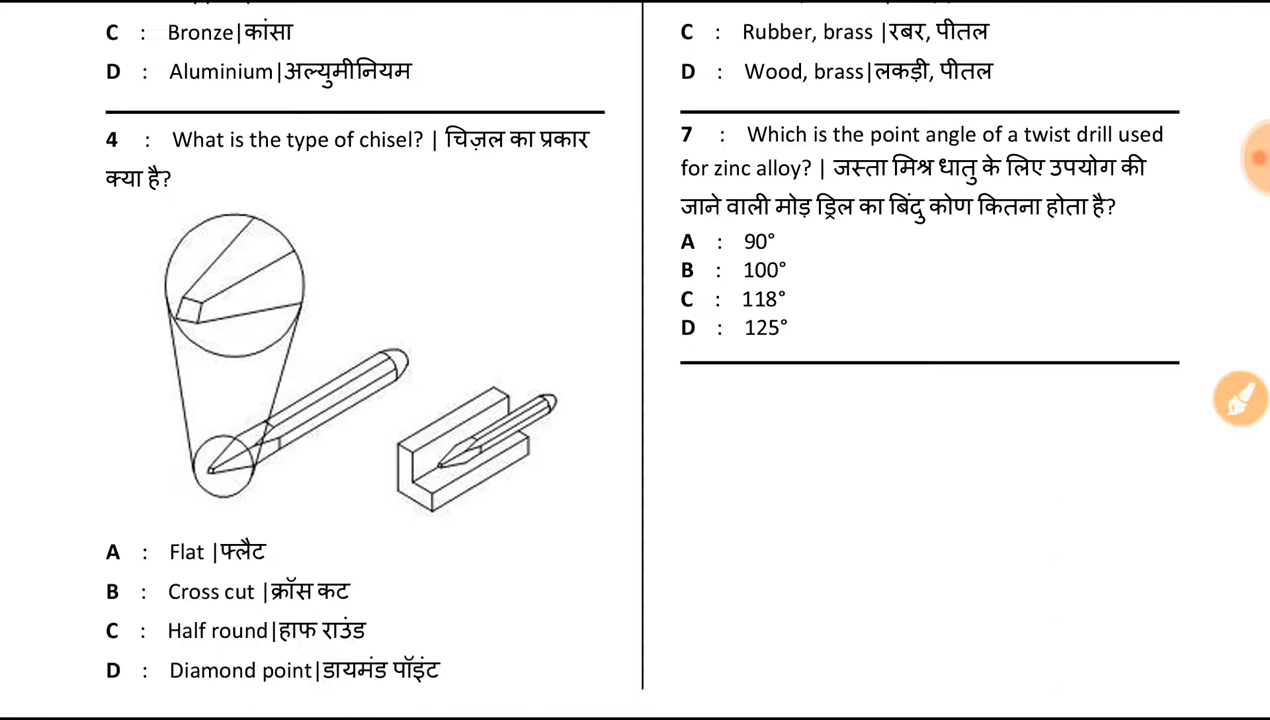 C : Bronze|कांसा
D : Aluminium|अल्युमीनियम
4 : What is the type of chisel? | चिज़ल का प्रकार
क्या है?
A : Flat |फ्लैट
B : Cross cut |क्रॉस कट
C : Half round|हाफ राउंड
D : Diamond point|डायमंड पॉइंट
C : Rubber, brass |रबर, पीतल
D : Wood, brass|लकड़ी, पीतल
7 : Which is the point angle of a twist drill used
for zinc alloy? | जस्ता मिश्र धातु के लिए उपयोग की
जाने वाली मोड़ ड्रिल का बिंदु कोण कितना होता है?
A : 90°
B : 100°
C : 118°
D : 125°